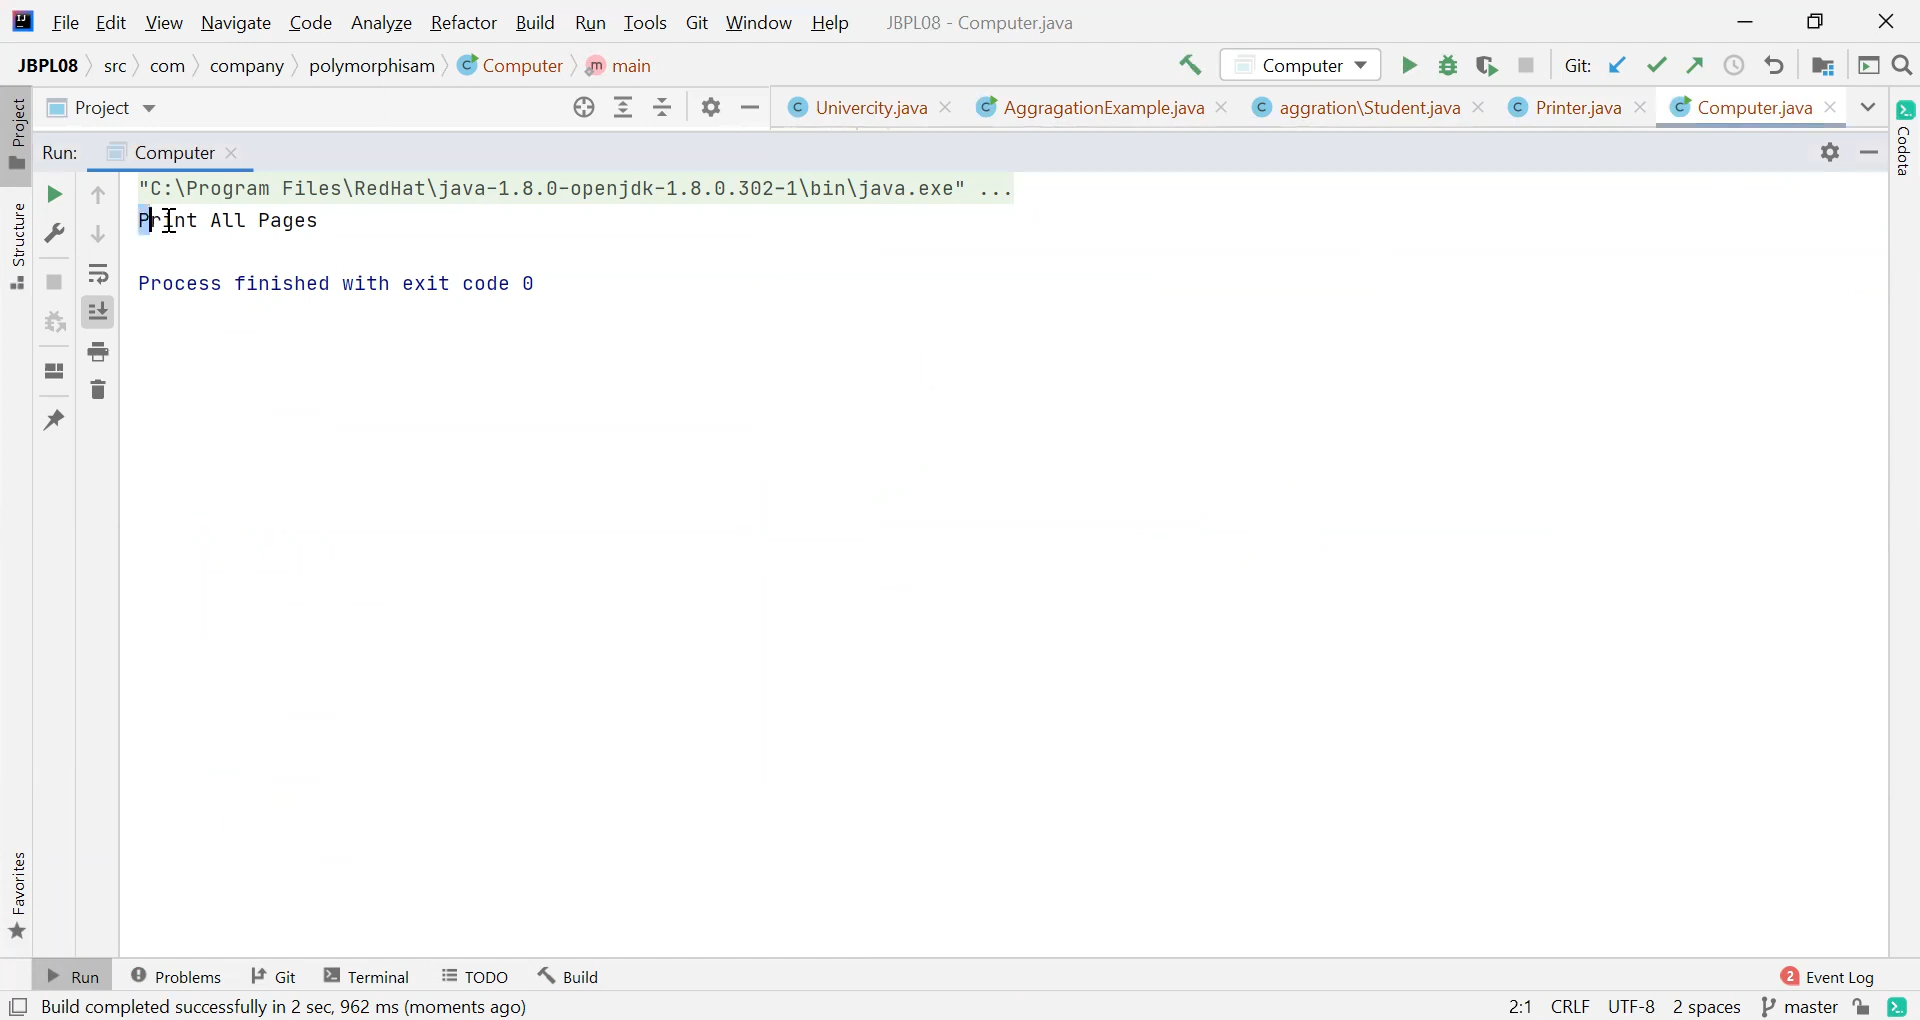 File Edit View Navigate Code Analyze Refactor Build Run Tools Git Window Help JBPL08 - Computer.java
JBPL08 src com company polymorphisam Computer main Computer Git:
Project Univercity.java AggragationExample.java aggration\Student.java Printer.java Computer.java
Run: Computer
"C:\Program Files\RedHat\java-1.8.0-openjdk-1.8.0.302-1\bin\java.exe" ...
Print All Pages
Process finished with exit code 0
Project
Structure
Favorites
Codota
Run Problems Git Terminal TODO Build 2 Event Log
Build completed successfully in 2 sec, 962 ms (moments ago) 2:1 CRLF UTF-8 2 spaces master